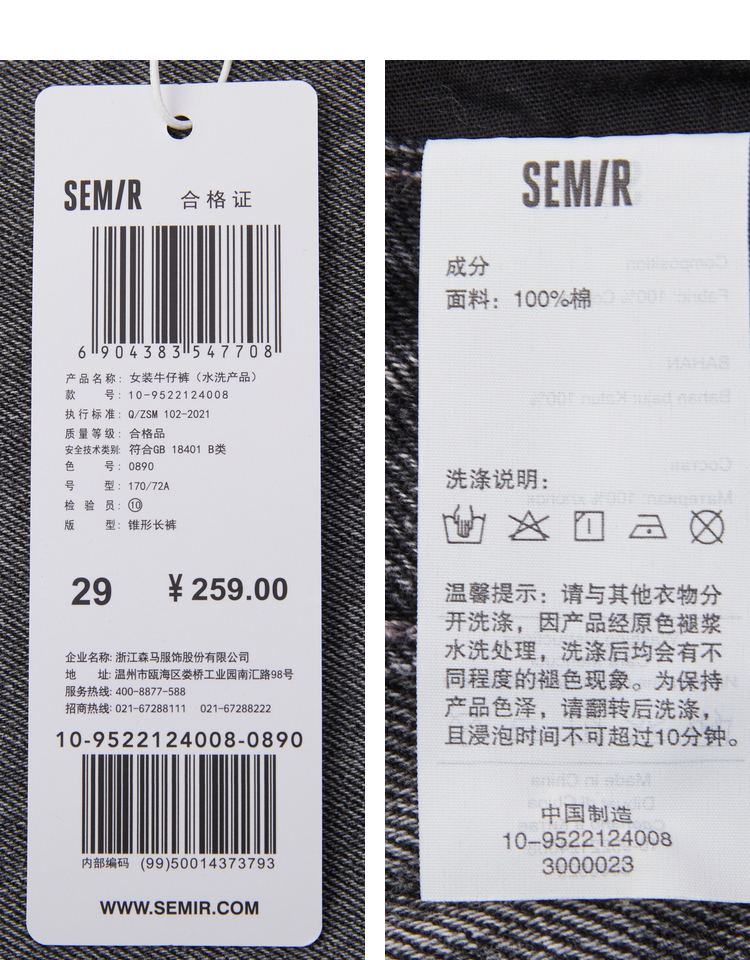 SEMIR 合格证
6 904383 547708
产品名称: 女装牛仔裤（水洗产品）
款 号: 10-9522124008
执行标准: Q/ZSM 102-2021
质量等级: 合格品
安全技术类别: 符合GB 18401 B类
色 号: 0890
号 型: 170/72A
检 验 员: ⑩
版 型: 锥形长裤
29 ¥259.00
企业名称: 浙江森马服饰股份有限公司
地 址: 温州市瓯海区娄桥工业园南汇路98号
服务热线: 400-8877-588
招商热线: 021-67288111 021-67288222
10-9522124008-0890
内部编码 (99)50014373793
WWW.SEMIR.COM
SEMIR
成分
面料: 100%棉
洗涤说明:
温馨提示: 请与其他衣物分
开洗涤，因产品经原色褪浆
水洗处理，洗涤后均会有不
同程度的褪色现象。为保持
产品色泽，请翻转后洗涤，
且浸泡时间不可超过10分钟。
中国制造
10-9522124008
3000023